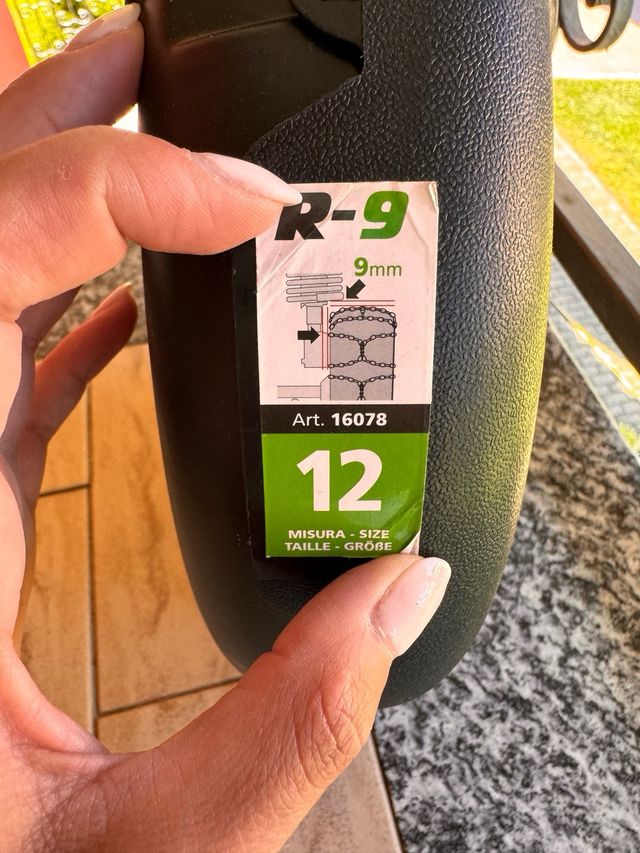 R-9
9mm
Art. 16078
12
MISURA - SIZE
TAILLE - GRÖßE